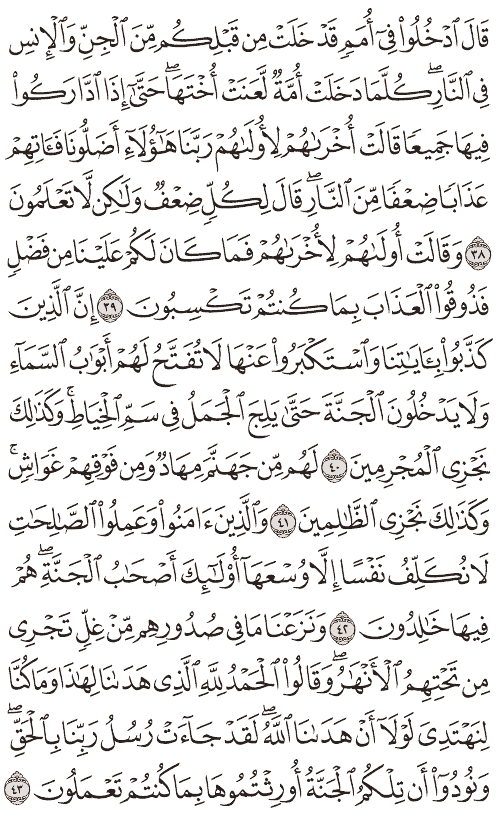 قَالَ ٱدْخُلُوا۟ فِىٓ أُمَمٍ قَدْ خَلَتْ مِن قَبْلِكُم مِّنَ ٱلْجِنِّ وَٱلْإِنسِ
فِى ٱلنَّارِ ۖ كُلَّمَا دَخَلَتْ أُمَّةٌ لَّعَنَتْ أُخْتَهَا ۖ حَتَّىٰٓ إِذَا ٱدَّارَكُوا۟
فِيهَا جَمِيعًا قَالَتْ أُخْرَىٰهُمْ لِأُولَىٰهُمْ رَبَّنَا هَـٰٓؤُلَآءِ أَضَلُّونَا فَـَٔاتِهِمْ
عَذَابًا ضِعْفًا مِّنَ ٱلنَّارِ ۖ قَالَ لِكُلٍّ ضِعْفٌ وَلَـٰكِن لَّا تَعْلَمُونَ
٣٨ وَقَالَتْ أُولَىٰهُمْ لِأُخْرَىٰهُمْ فَمَا كَانَ لَكُمْ عَلَيْنَا مِن فَضْلٍ
فَذُوقُوا۟ ٱلْعَذَابَ بِمَا كُنتُمْ تَكْسِبُونَ ٣٩ إِنَّ ٱلَّذِينَ
كَذَّبُوا۟ بِـَٔايَـٰتِنَا وَٱسْتَكْبَرُوا۟ عَنْهَا لَا تُفَتَّحُ لَهُمْ أَبْوَٰبُ ٱلسَّمَآءِ
وَلَا يَدْخُلُونَ ٱلْجَنَّةَ حَتَّىٰ يَلِجَ ٱلْجَمَلُ فِى سَمِّ ٱلْخِيَاطِ ۚ وَكَذَٰلِكَ
نَجْزِى ٱلْمُجْرِمِينَ ٤٠ لَهُم مِّن جَهَنَّمَ مِهَادٌ وَمِن فَوْقِهِمْ غَوَاشٍ ۚ
وَكَذَٰلِكَ نَجْزِى ٱلظَّـٰلِمِينَ ٤١ وَٱلَّذِينَ ءَامَنُوا۟ وَعَمِلُوا۟ ٱلصَّـٰلِحَـٰتِ
لَا نُكَلِّفُ نَفْسًا إِلَّا وُسْعَهَآ أُو۟لَـٰٓئِكَ أَصْحَـٰبُ ٱلْجَنَّةِ ۖ هُمْ
فِيهَا خَـٰلِدُونَ ٤٢ وَنَزَعْنَا مَا فِى صُدُورِهِم مِّنْ غِلٍّ تَجْرِى
مِن تَحْتِهِمُ ٱلْأَنْهَـٰرُ ۖ وَقَالُوا۟ ٱلْحَمْدُ لِلَّهِ ٱلَّذِى هَدَىٰنَا لِهَـٰذَا وَمَا كُنَّا
لِنَهْتَدِىَ لَوْلَآ أَنْ هَدَىٰنَا ٱللَّهُ ۖ لَقَدْ جَآءَتْ رُسُلُ رَبِّنَا بِٱلْحَقِّ ۖ
وَنُودُوٓا۟ أَن تِلْكُمُ ٱلْجَنَّةُ أُورِثْتُمُوهَا بِمَا كُنتُمْ تَعْمَلُونَ ٤٣